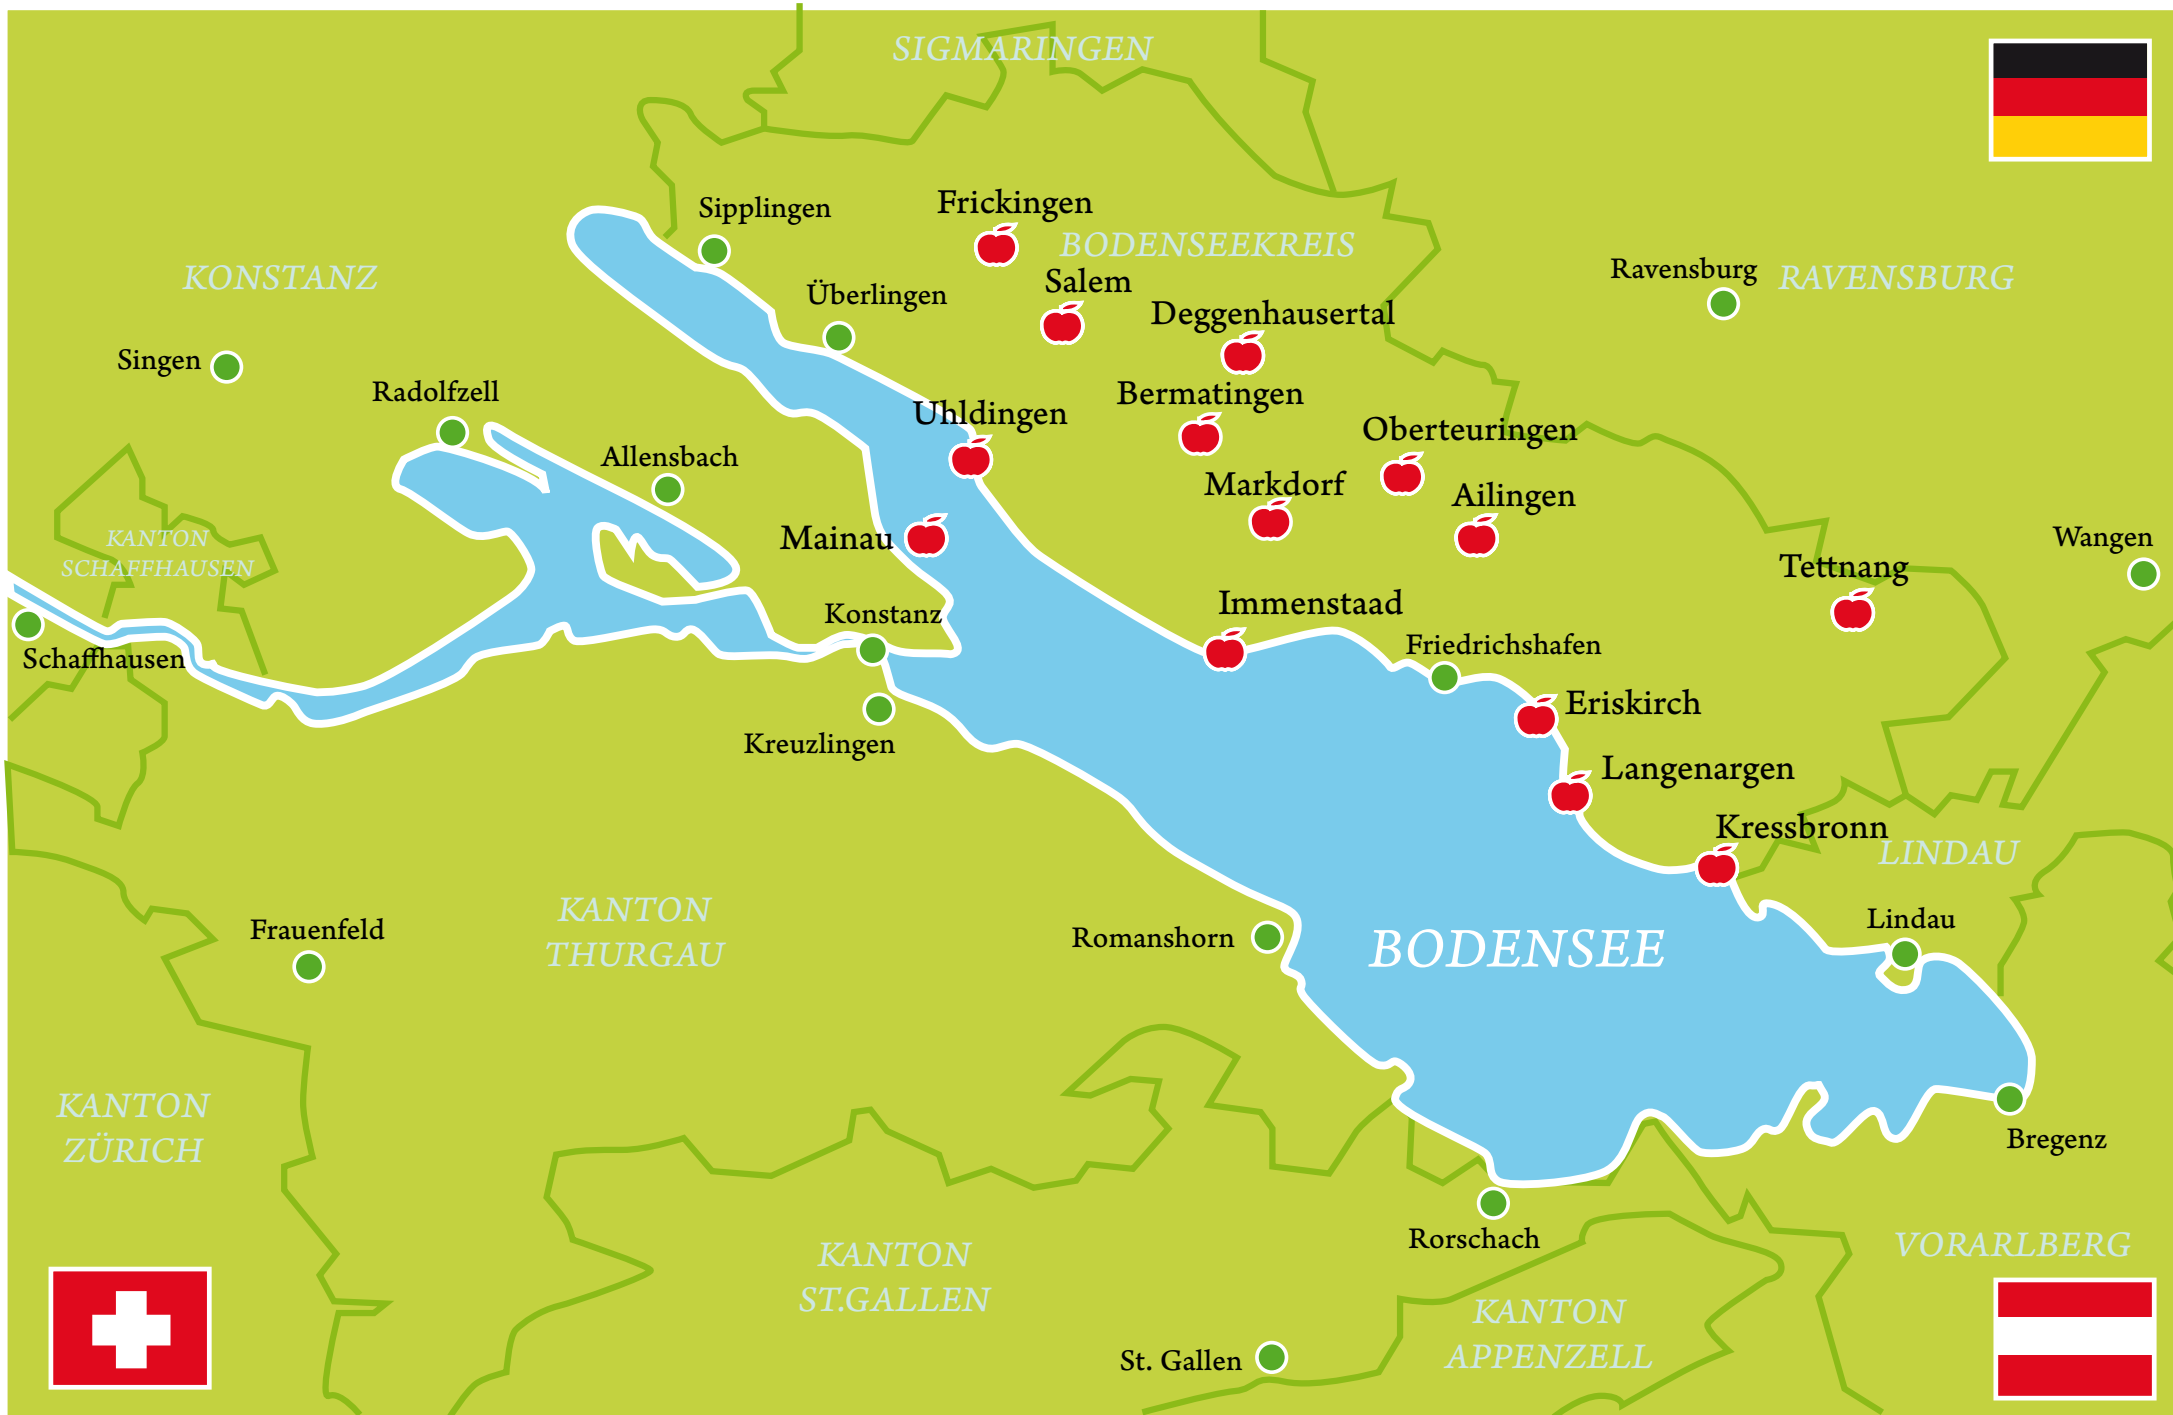 SIGMARINGEN
Sipplingen
Frickingen
BODENSEEKREIS
KONSTANZ
Salem
Ravensburg
RAVENSBURG
Überlingen
Deggenhausertal
Singen
Radolfzell
Bermatingen
Uhldingen
Oberteuringen
Allensbach
Markdorf
Ailingen
KANTON
SCHAFFHAUSEN
Mainau
Wangen
Tettnang
Konstanz
Immenstaad
Friedrichshafen
Schaffhausen
Eriskirch
Kreuzlingen
Langenargen
Kressbronn
LINDAU
KANTON
THURGAU
Frauenfeld
Romanshorn
BODENSEE
Lindau
KANTON
ZÜRICH
Bregenz
Rorschach
VORARLBERG
KANTON
ST.GALLEN
KANTON
APPENZELL
St. Gallen